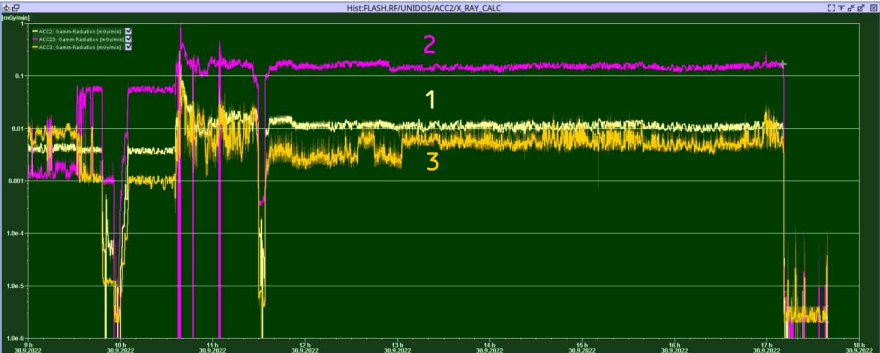 Hist:FLASH.RF/UNIDOS/ACC2/X_RAY_CALC
[mGy/min]
ACC2: Gamm-Radiation [mGy/min]
ACC23: Gamm-Radiation [mGy/min]
ACC3: Gamm-Radiation [mGy/min]
1
0.1
0.01
0.001
1.0e-4
1.0e-5
1.0e-6
2
1
3
9 h 10 h 11 h 12 h 13 h 14 h 15 h 16 h 17 h 18 h
30.9.2022 30.9.2022 30.9.2022 30.9.2022 30.9.2022 30.9.2022 30.9.2022 30.9.2022 30.9.2022 30.9.2022